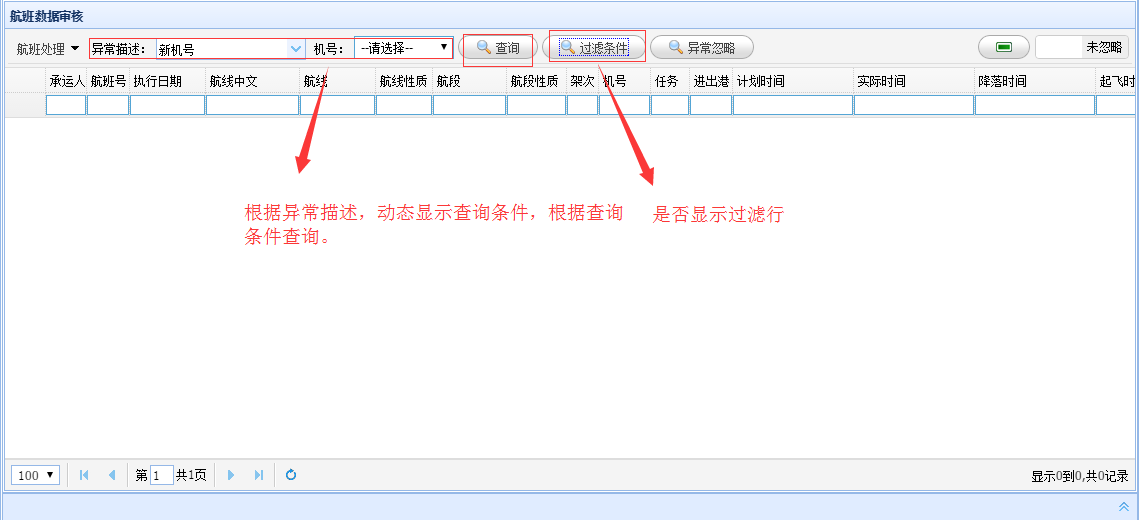 航班数据审核
航班处理 异常描述： 新机号 机号： --请选择-- 查询 过滤条件 异常忽略 未忽略
承运人 航班号 执行日期 航线中文 航线 航线性质 航段 航段性质 架次 机号 任务 进出港 计划时间 实际时间 降落时间 起飞时
根据异常描述，动态显示查询条件，根据查询
条件查询。
是否显示过滤行
100 第 1 共1页 显示0到0,共0记录